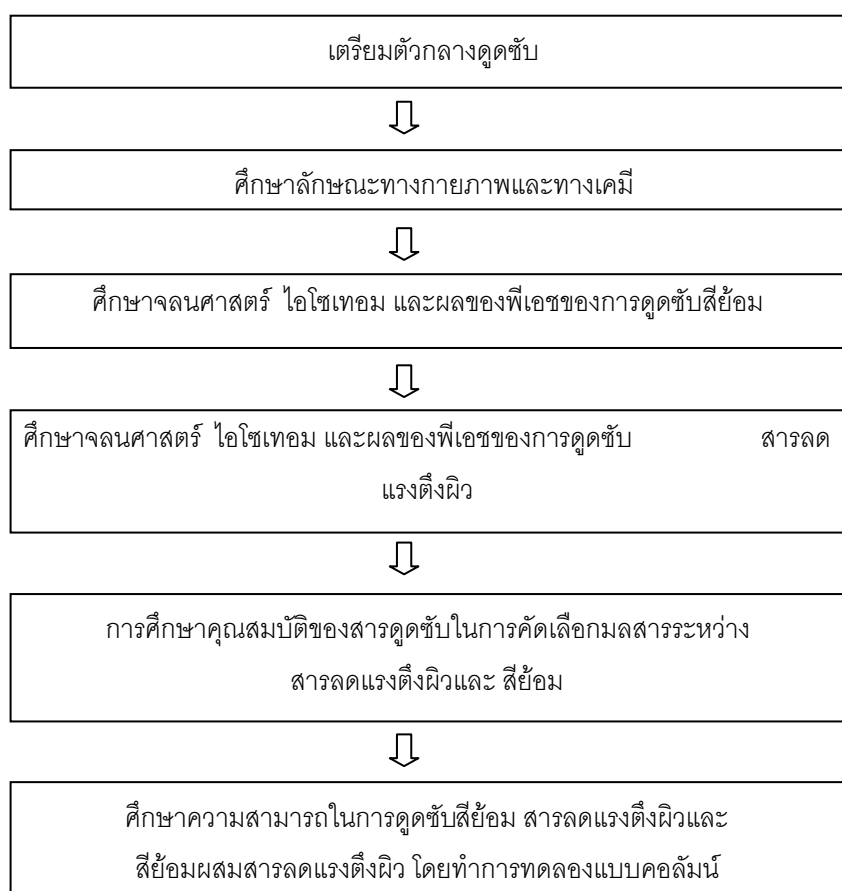 เตรียมตัวกลางดูดซับ
ศึกษาลักษณะทางกายภาพและทางเคมี
ศึกษาจลนศาสตร์ ไอโซเทอม และผลของพีเอชของการดูดซับสีย้อม
ศึกษาจลนศาสตร์ ไอโซเทอม และผลของพีเอชของการดูดซับ สารลด
แรงตึงผิว
การศึกษาคุณสมบัติของสารดูดซับในการคัดเลือกมลสารระหว่าง
สารลดแรงตึงผิวและ สีย้อม
ศึกษาความสามารถในการดูดซับสีย้อม สารลดแรงตึงผิวและ
สีย้อมผสมสารลดแรงตึงผิว โดยทำการทดลองแบบคอลัมน์